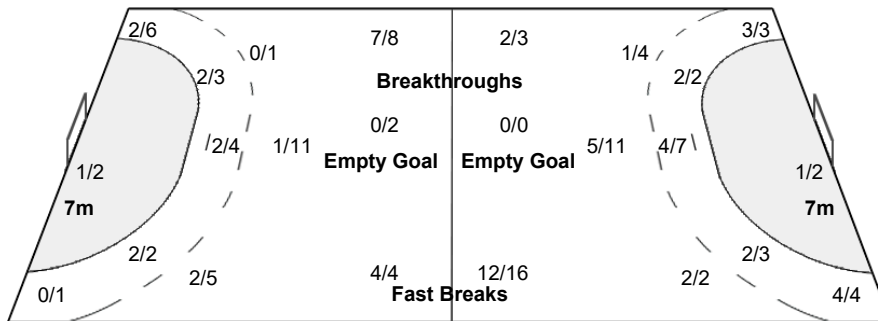 2/6 7/8 2/3 3/3
0/1 1/4
2/3 Breakthroughs 2/2
0/2 0/0
2/4 1/11 5/11 4/7
Empty Goal Empty Goal
1/2 1/2
7m 7m
2/2 2/3
2/5 4/4 12/16 2/2
0/1 Fast Breaks 4/4